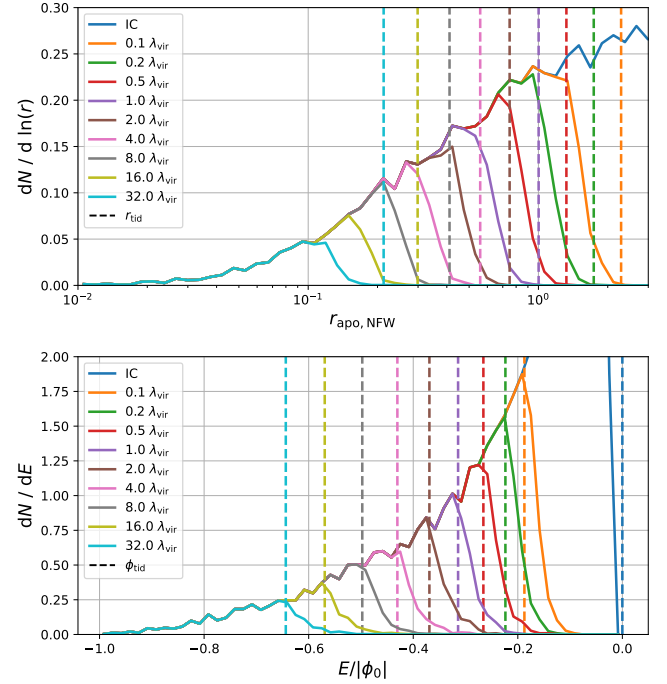 0.30
0.25
0.20
0.15
0.10
0.05
0.00
dN / d ln(r)
IC
0.1 λvir
0.2 λvir
0.5 λvir
1.0 λvir
2.0 λvir
4.0 λvir
8.0 λvir
16.0 λvir
32.0 λvir
rtid
10⁻² 10⁻¹ 10⁰
rapo, NFW
2.00
1.75
1.50
1.25
1.00
0.75
0.50
0.25
0.00
dN / dE
IC
0.1 λvir
0.2 λvir
0.5 λvir
1.0 λvir
2.0 λvir
4.0 λvir
8.0 λvir
16.0 λvir
32.0 λvir
ϕtid
−1.0 −0.8 −0.6 −0.4 −0.2 0.0
E/|ϕ₀|